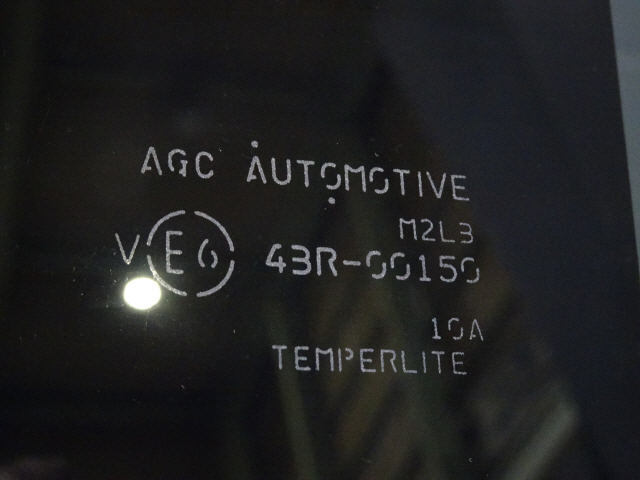 AGC AUTOMOTIVE
M2L3
V E6 43R-00150
10A
TEMPERLITE